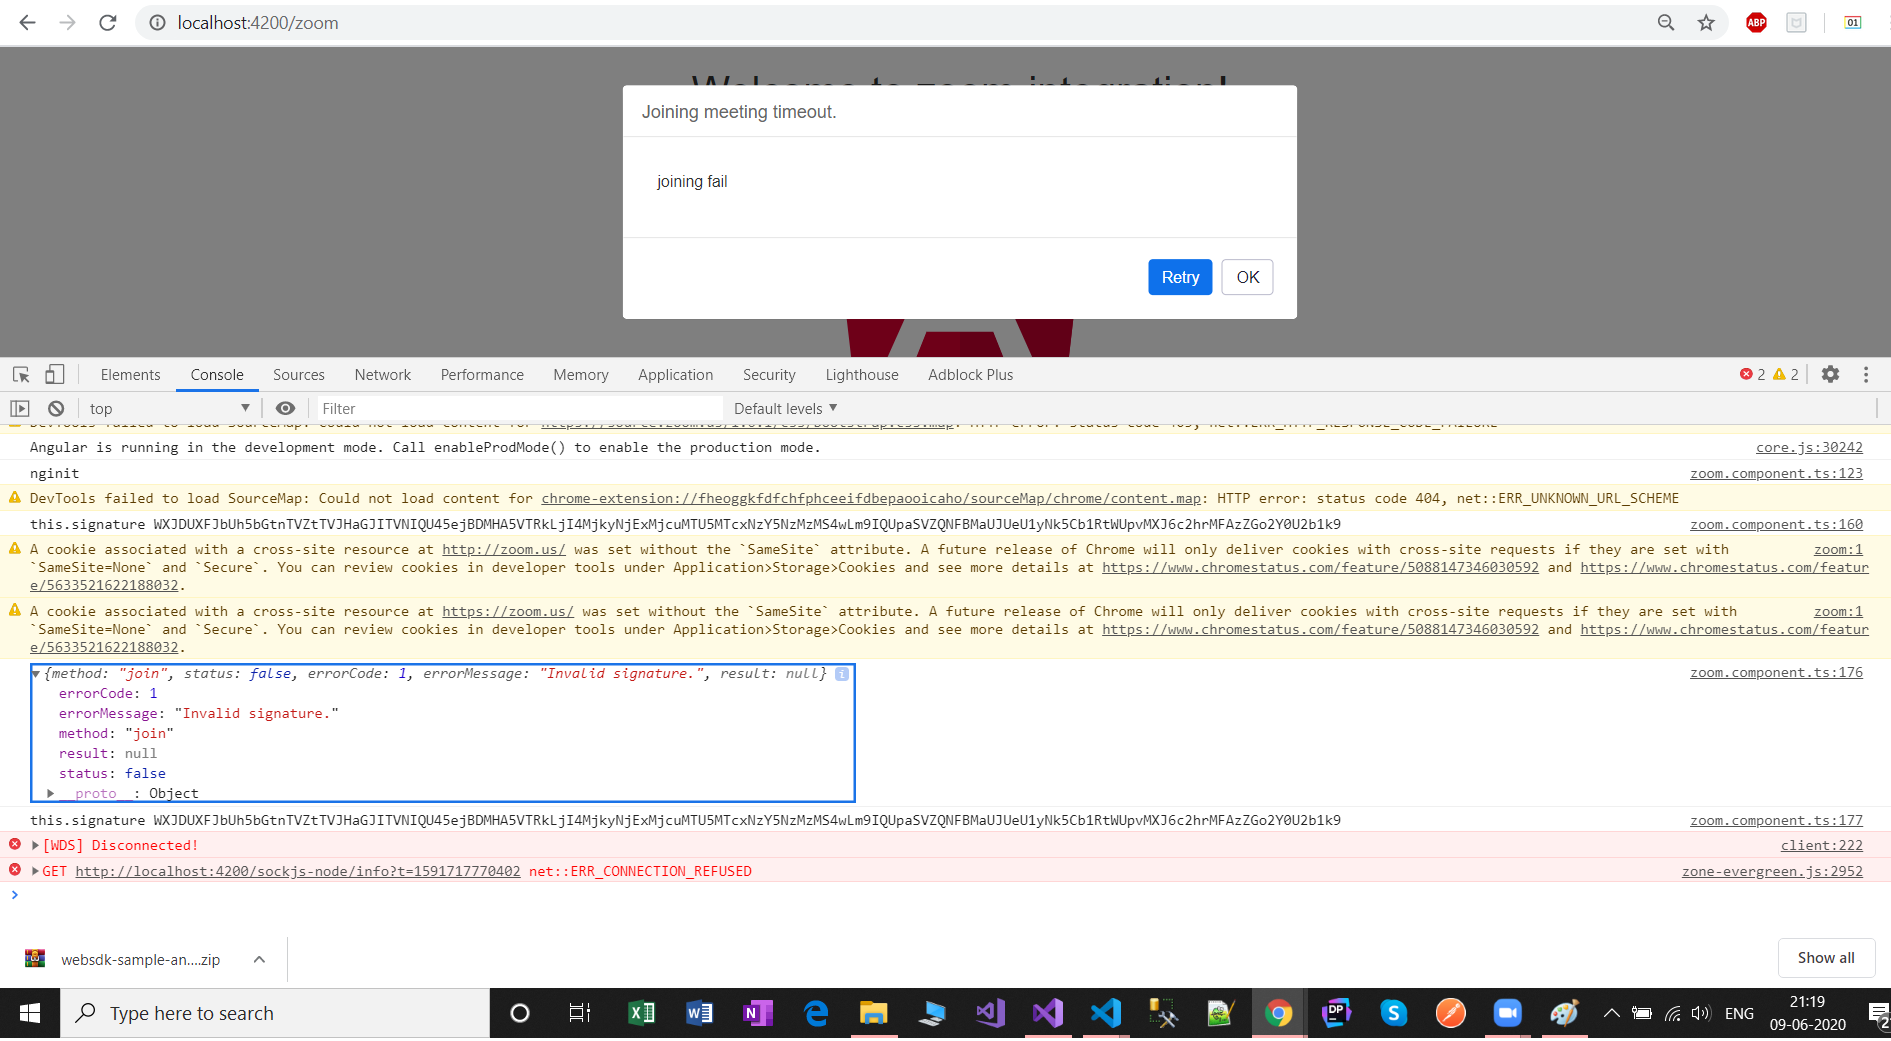 localhost:4200/zoom
ABP
01
Welcome to zoom integration!
Joining meeting timeout.
joining fail
Retry OK
Elements Console Sources Network Performance Memory Application Security Lighthouse Adblock Plus 2 2
top Filter Default levels
Angular is running in the development mode. Call enableProdMode() to enable the production mode. core.js:30242
nginit zoom.component.ts:123
DevTools failed to load SourceMap: Could not load content for chrome-extension://fheoggkfdfchfphceeifdbepaooicaho/sourceMap/chrome/content.map: HTTP error: status code 404, net::ERR_UNKNOWN_URL_SCHEME
this.signature WXJDUXFJbUh5bGtnTVZtTVJHaGJITVNIQU45ejBDMHA5VTRkLjI4MjkyNjExMjcuMTU5MTcxNzY5NzMzMS4wLm9IQUpaSVZQNFBMaUJUeU1yNk5Cb1RtWUpvMXJ6c2hrMFAzZGo2Y0U2b1k9 zoom.component.ts:160
A cookie associated with a cross-site resource at http://zoom.us/ was set without the `SameSite` attribute. A future release of Chrome will only deliver cookies with cross-site requests if they are set with zoom:1
`SameSite=None` and `Secure`. You can review cookies in developer tools under Application>Storage>Cookies and see more details at https://www.chromestatus.com/feature/5088147346030592 and https://www.chromestatus.com/featur
e/5633521622188032.
A cookie associated with a cross-site resource at https://zoom.us/ was set without the `SameSite` attribute. A future release of Chrome will only deliver cookies with cross-site requests if they are set with zoom:1
`SameSite=None` and `Secure`. You can review cookies in developer tools under Application>Storage>Cookies and see more details at https://www.chromestatus.com/feature/5088147346030592 and https://www.chromestatus.com/featur
e/5633521622188032.
{method: "join", status: false, errorCode: 1, errorMessage: "Invalid signature.", result: null} i zoom.component.ts:176
errorCode: 1
errorMessage: "Invalid signature."
method: "join"
result: null
status: false
__proto__: Object
this.signature WXJDUXFJbUh5bGtnTVZtTVJHaGJITVNIQU45ejBDMHA5VTRkLjI4MjkyNjExMjcuMTU5MTcxNzY5NzMzMS4wLm9IQUpaSVZQNFBMaUJUeU1yNk5Cb1RtWUpvMXJ6c2hrMFAzZGo2Y0U2b1k9 zoom.component.ts:177
[WDS] Disconnected! client:222
GET http://localhost:4200/sockjs-node/info?t=1591717770402 net::ERR_CONNECTION_REFUSED zone-evergreen.js:2952
websdk-sample-an....zip Show all
Type here to search
ENG
21:19
09-06-2020
2